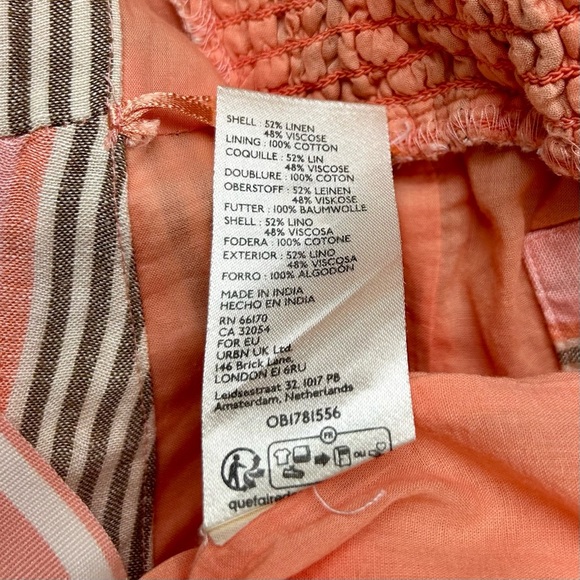 SHELL : 52% LINEN
48% VISCOSE
LINING : 100% COTTON
COQUILLE : 52% LIN
48% VISCOSE
DOUBLURE : 100% COTON
OBERSTOFF : 52% LEINEN
48% VISKOSE
FUTTER : 100% BAUMWOLLE
SHELL : 52% LINO
48% VISCOSA
FODERA : 100% COTONE
EXTERIOR : 52% LINO
48% VISCOSA
FORRO : 100% ALGODÓN
MADE IN INDIA
HECHO EN INDIA
RN 66170
CA 32054
FOR EU
URBN UK Ltd.
146 Brick Lane,
LONDON E1 6RU
Leidsestraat 32, 1017 PB
Amsterdam, Netherlands
OB1781556
FR
OU
quefaired